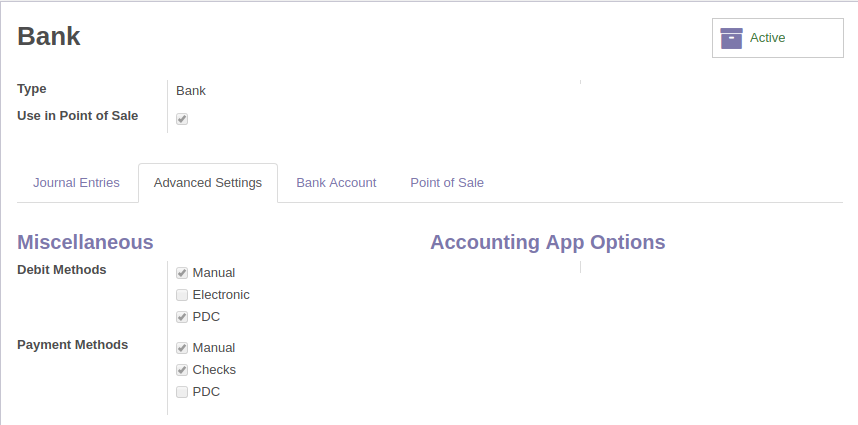 Bank
Active
Type Bank
Use in Point of Sale
Journal Entries Advanced Settings Bank Account Point of Sale
Miscellaneous Accounting App Options
Debit Methods Manual
Electronic
PDC
Payment Methods Manual
Checks
PDC